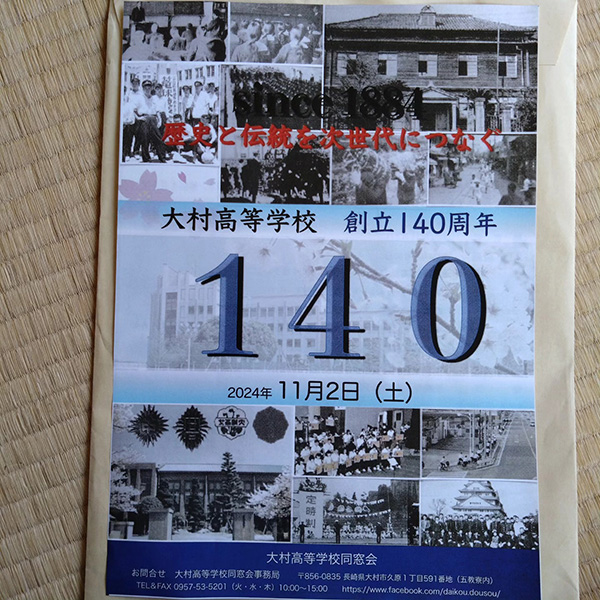 since 1884
歴史と伝統を次世代につなぐ
大村高等学校 創立140周年
140
2024年 11月2日（土）
定時制
大村高等学校同窓会
お問合せ 大村高等学校同窓会事務局 〒856-0835 長崎県大村市久原１丁目591番地（五教寮内）
TEL＆FAX 0957-53-5201（火・水・木）10:00～15:00 https://www.facebook.com/daikou.dousou/